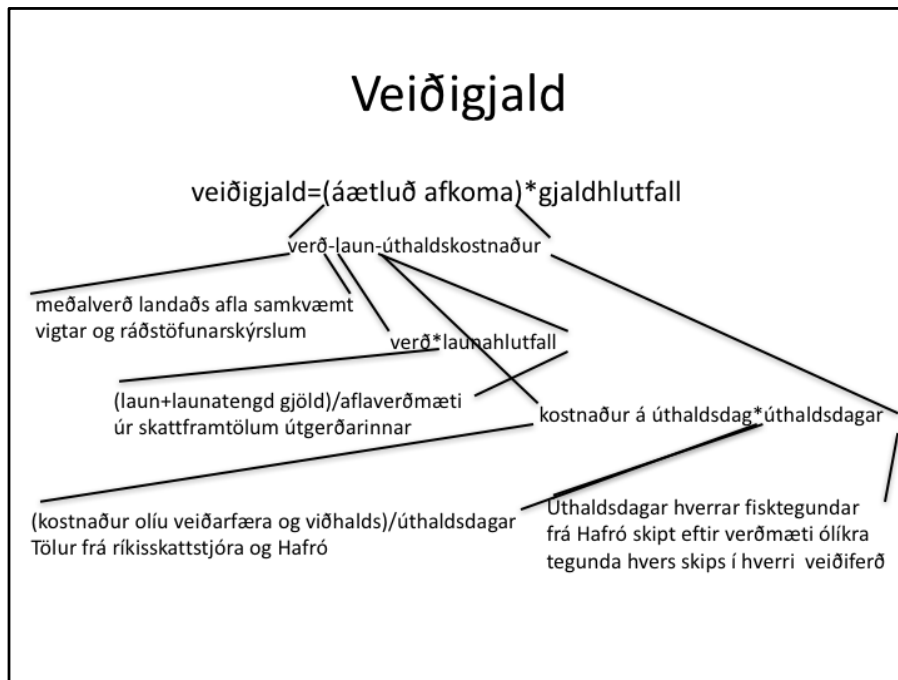 Veiðigjald
veiðigjald=(áætluð afkoma)*gjaldhlutfall
verð-laun-úthaldskostnaður
meðalverð landaðs afla samkvæmt
vigtar og ráðstöfunarskýrslum
verð*launahlutfall
(laun+launatengd gjöld)/aflaverðmæti
úr skattframtölum útgerðarinnar
kostnaður á úthaldsdag*úthaldsdagar
(kostnaður olíu veiðarfæra og viðhalds)/úthaldsdagar
Tölur frá ríkisskattstjóra og Hafró
Úthaldsdagar hverrar fisktegundar
frá Hafró skipt eftir verðmæti ólíkra
tegunda hvers skips í hverri veiðiferð